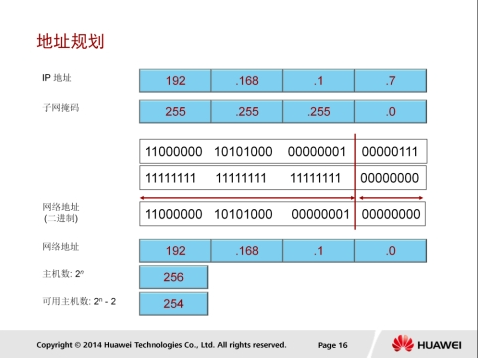 地址规划
IP 地址 192 .168 .1 .7
子网掩码 255 .255 .255 .0
11000000 10101000 00000001 00000111
11111111 11111111 11111111 00000000
网络地址
(二进制)
11000000 10101000 00000001 00000000
网络地址 192 .168 .1 .0
主机数: 2ⁿ 256
可用主机数: 2ⁿ - 2 254
Copyright © 2014 Huawei Technologies Co., Ltd. All rights reserved. Page 16 HUAWEI